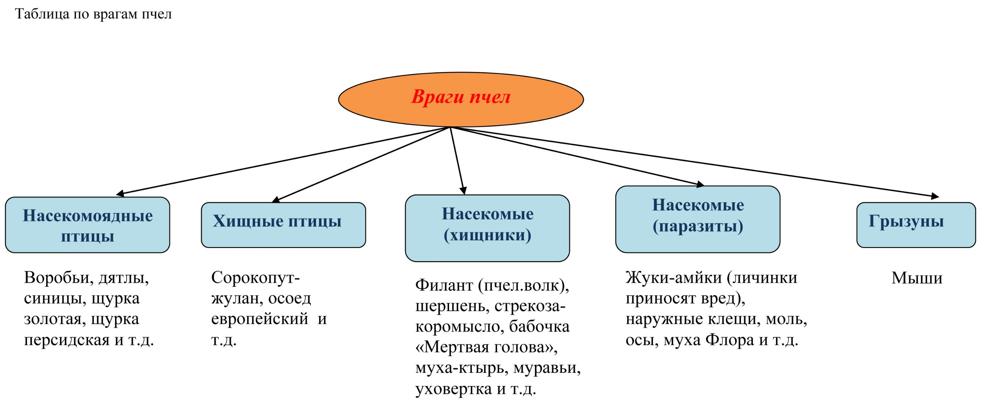 Таблица по врагам пчел
Враги пчел
Насекомоядные
птицы
Хищные птицы
Насекомые
(хищники)
Насекомые
(паразиты)
Грызуны
Воробьи, дятлы,
синицы, щурка
золотая, щурка
персидская и т.д.
Сорокопут-
жулан, осоед
европейский  и
т.д.
Филант (пчел.волк),
шершень, стрекоза-
коромысло, бабочка
«Мертвая голова»,
муха-ктырь, муравьи,
уховертка и т.д.
Жуки-амйки (личинки
приносят вред),
наружные клещи, моль,
осы, муха Флора и т.д.
Мыши